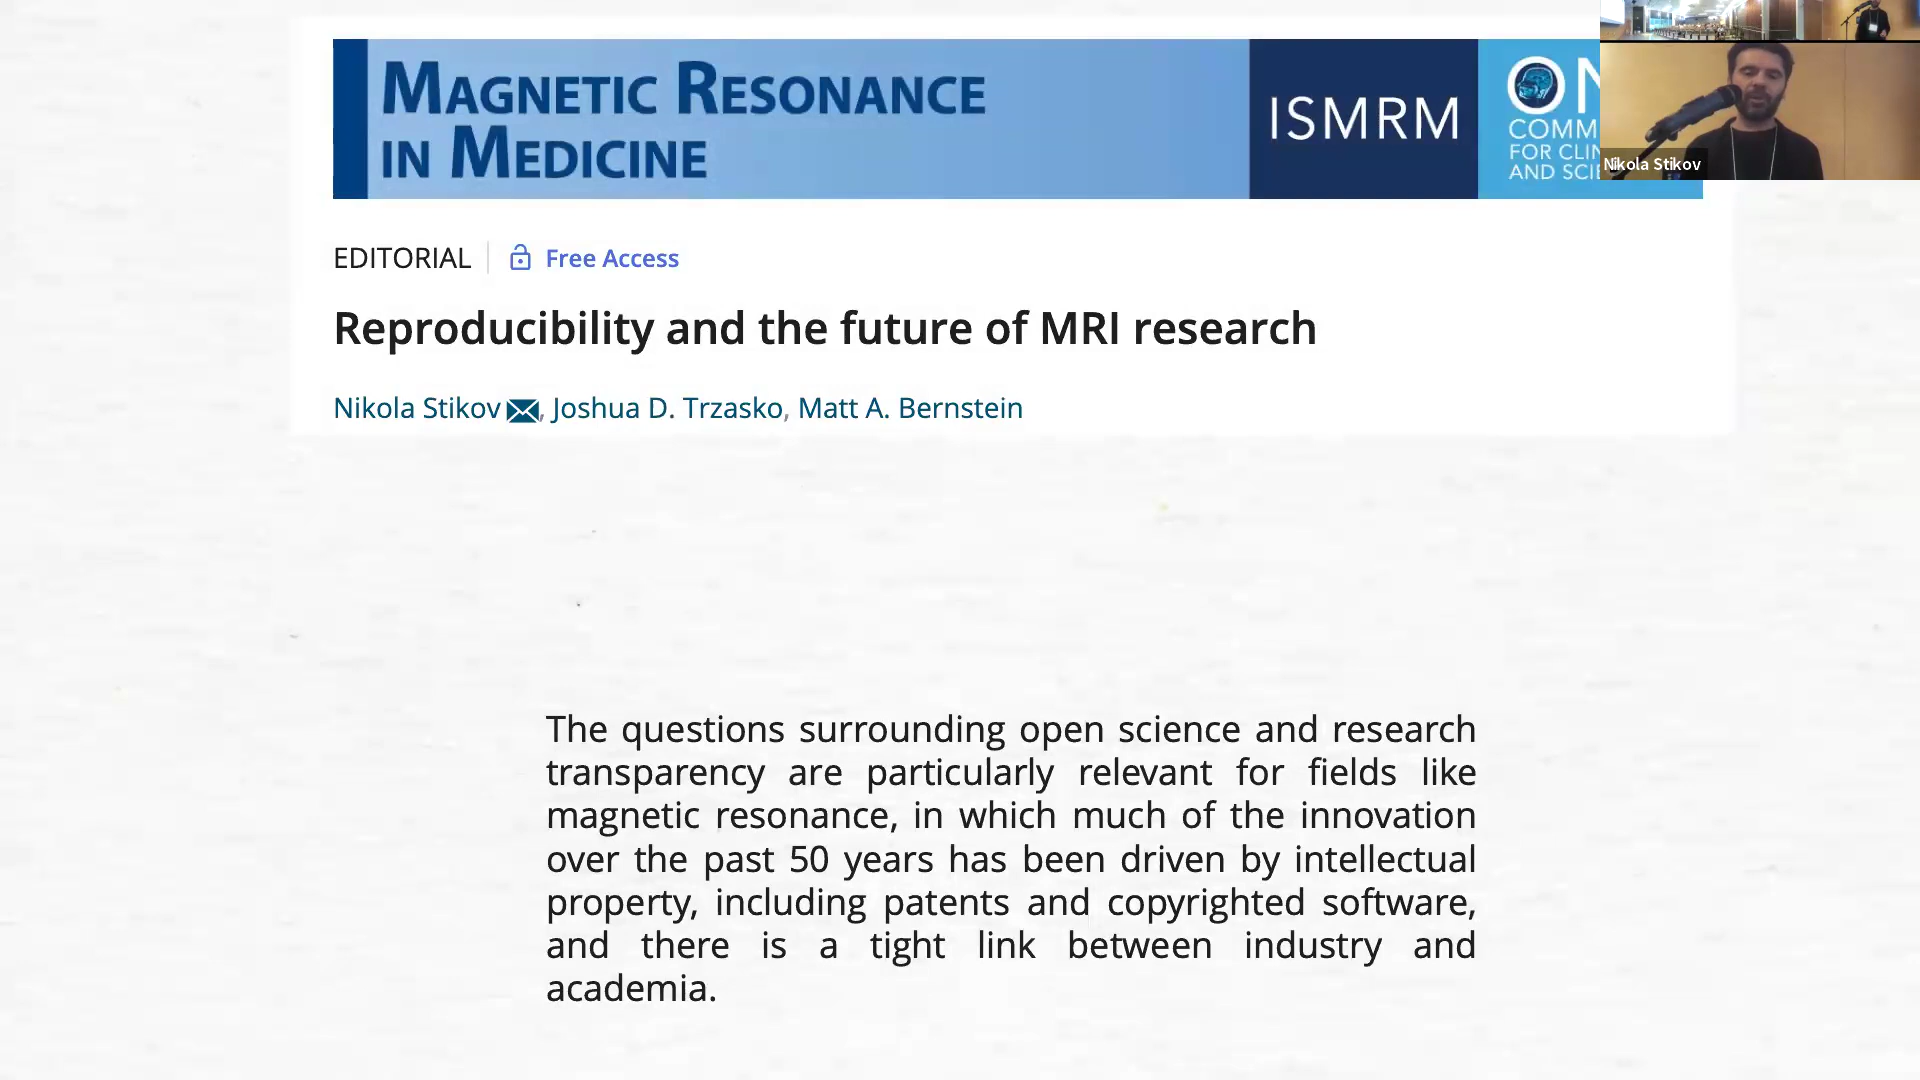 MAGNETIC RESONANCE
IN MEDICINE
ISMRM
ON
COMM
FOR CLIN
AND SCIE
Nikola Stikov
EDITORIAL
Free Access
Reproducibility and the future of MRI research
Nikola Stikov, Joshua D. Trzasko, Matt A. Bernstein
The questions surrounding open science and research
transparency are particularly relevant for fields like
magnetic resonance, in which much of the innovation
over the past 50 years has been driven by intellectual
property, including patents and copyrighted software,
and there is a tight link between industry and
academia.